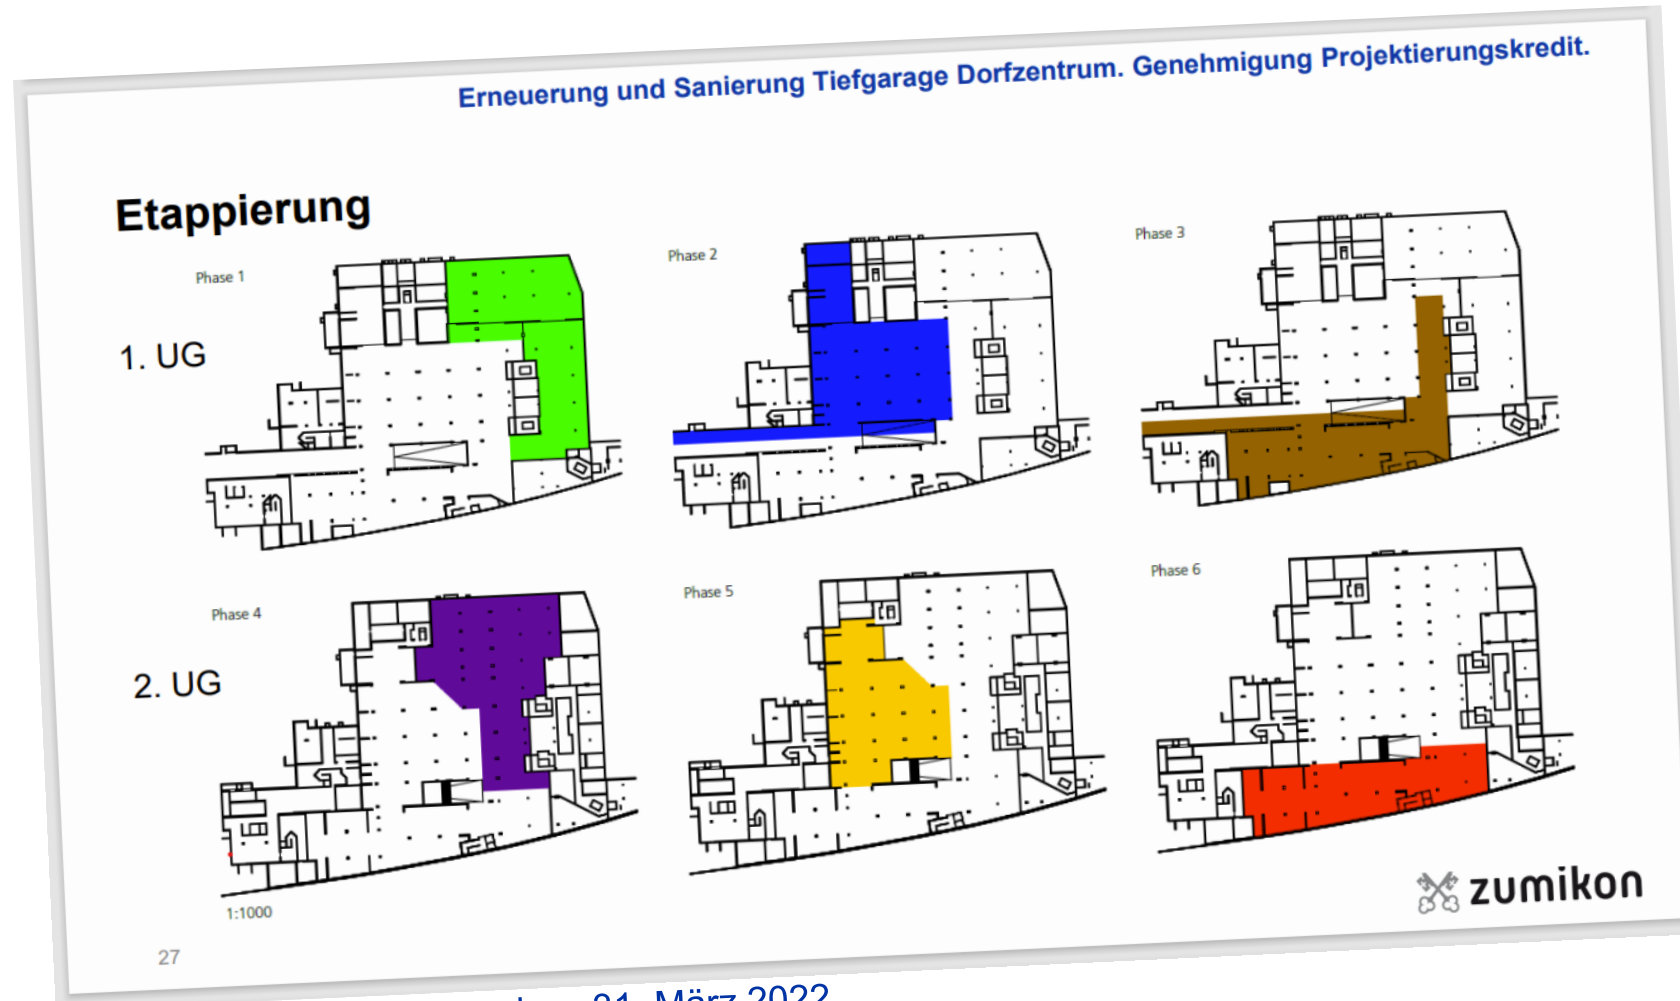 Erneuerung und Sanierung Tiefgarage Dorfzentrum. Genehmigung Projektierungskredit.
Etappierung
Phase 1
Phase 2
Phase 3
1. UG
Phase 4
Phase 5
Phase 6
2. UG
1:1000
zumikon
27
21. März 2022